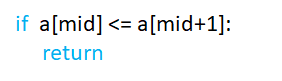 if a[mid] <= a[mid+1]:
return